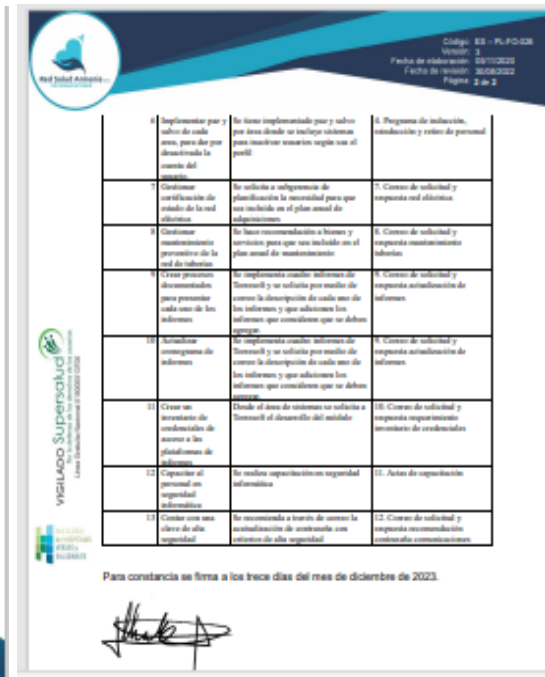 Red Salud Armenia
Código: ES – PL-FO-026
Versión: 3
Fecha de elaboración: 05/11/2020
Fecha de revisión: 30/08/2022
Página 2 de 2
6 Implementar paz y salvo de cada area, para dar por desactivada la cuenta del usuario.
Se tiene implementado paz y salvo por área donde se incluye sistemas para inactivar usuarios según sea el perfil
6. Programa de inducción, reinducción y retiro de personal
7 Gestionar certificación de estado de la red eléctrica
Se solicita a subgerencia de planificación la necesidad para que sea incluido en el plan anual de adquisiciones
7. Correo de solicitud y respuesta red eléctrica
8 Gestionar mantenimiento preventivo de la red de tuberías
Se hace recomendación a bienes y servicios para que sea incluido en el plan anual de mantenimiento
8. Correo de solicitud y respuesta mantenimiento tuberías
9 Crear procesos documentados para presentar cada uno de los informes
Se implementa cuadro informes de Terresoft y se solicita por medio de correo la descripción de cada uno de los informes y que adicionen los informes que consideren que se deben agregar.
9. Correo de solicitud y respuesta actualización de informes
10 Actualizar cronograma de informes
Se implementa cuadro informes de Terresoft y se solicita por medio de correo la descripción de cada uno de los informes y que adicionen los informes que consideren que se deben agregar.
9. Correo de solicitud y respuesta actualización de informes
11 Crear un inventario de credenciales de acceso a las plataformas de informes
Desde el área de sistemas se solicita a Terresoft el desarrollo del módulo
10. Correo de solicitud y respuesta requerimiento inventario de credenciales
12 Capacitar al personal en seguridad informática
Se realiza capacitación en seguridad informática
11. Actas de capacitación
13 Contar con una clave de alta seguridad
Se recomienda a través de correo la actualización de contraseña con criterios de alta seguridad
12. Correo de solicitud y respuesta recomendación contraseña comunicaciones
Para constancia se firma a los trece días del mes de diciembre de 2023.
VIGILADO Supersalud